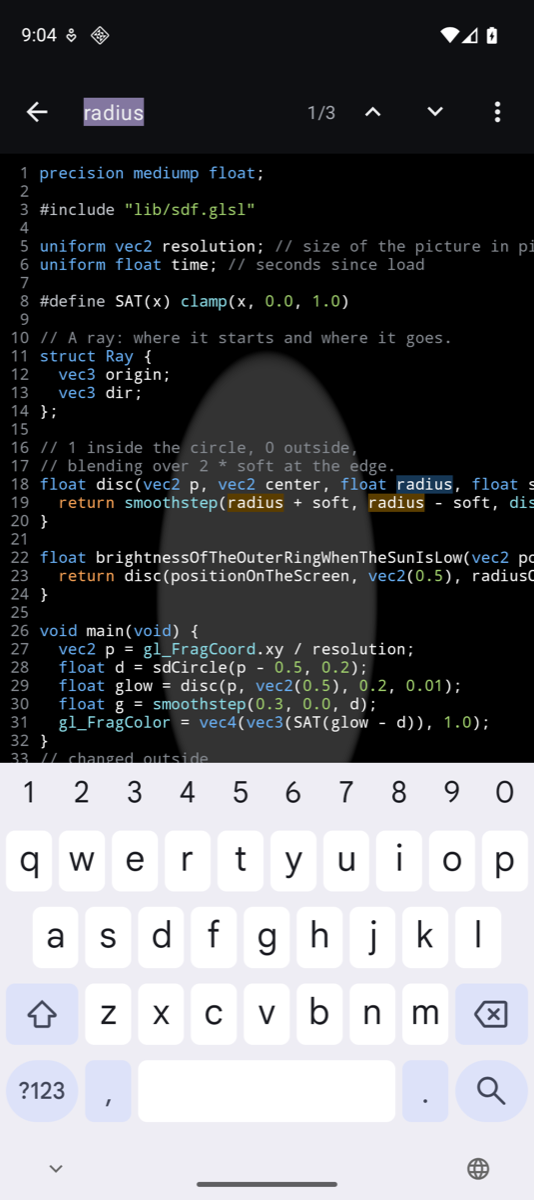 9:04
radius 1/3
1 precision mediump float;
2
3 #include "lib/sdf.glsl"
4
5 uniform vec2 resolution; // size of the picture in pi
6 uniform float time; // seconds since load
7
8 #define SAT(x) clamp(x, 0.0, 1.0)
9
10 // A ray: where it starts and where it goes.
11 struct Ray {
12   vec3 origin;
13   vec3 dir;
14 };
15
16 // 1 inside the circle, 0 outside,
17 // blending over 2 * soft at the edge.
18 float disc(vec2 p, vec2 center, float radius, float s
19   return smoothstep(radius + soft, radius - soft, dis
20 }
21
22 float brightnessOfTheOuterRingWhenTheSunIsLow(vec2 po
23   return disc(positionOnTheScreen, vec2(0.5), radiusO
24 }
25
26 void main(void) {
27   vec2 p = gl_FragCoord.xy / resolution;
28   float d = sdCircle(p - 0.5, 0.2);
29   float glow = disc(p, vec2(0.5), 0.2, 0.01);
30   float g = smoothstep(0.3, 0.0, d);
31   gl_FragColor = vec4(vec3(SAT(glow - d)), 1.0);
32 }
33 // changed outside
1 2 3 4 5 6 7 8 9 0
q w e r t y u i o p
a s d f g h j k l
z x c v b n m
?123 , .